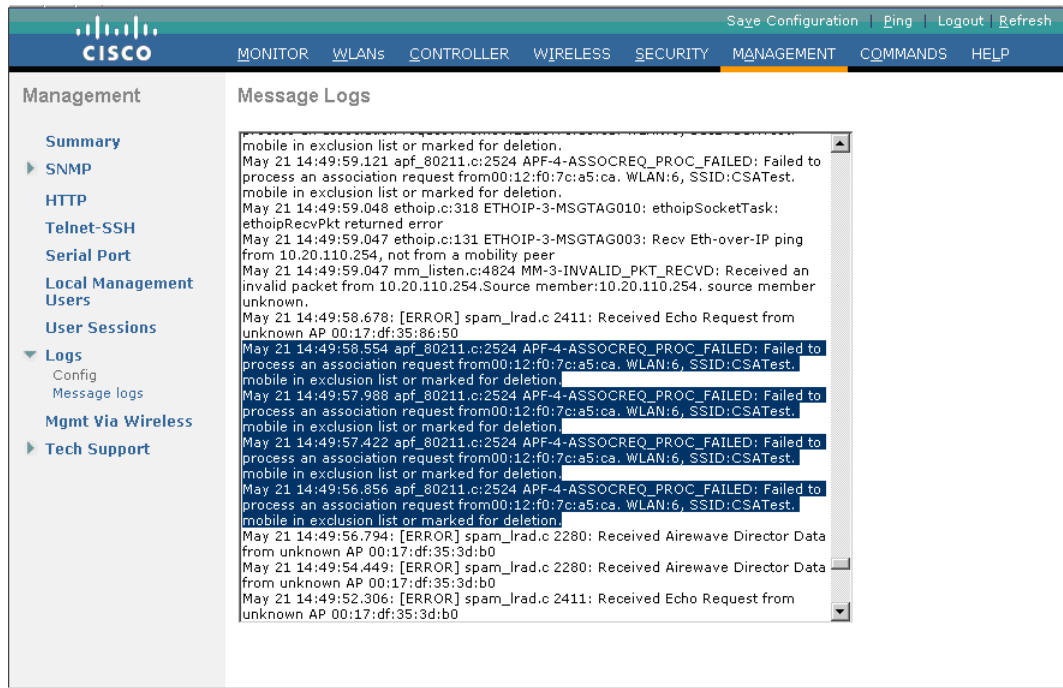 Save Configuration | Ping | Logout | Refresh
CISCO
MONITOR WLANs CONTROLLER WIRELESS SECURITY MANAGEMENT COMMANDS HELP
Management
Summary
SNMP
HTTP
Telnet-SSH
Serial Port
Local Management
Users
User Sessions
Logs
Config
Message logs
Mgmt Via Wireless
Tech Support
Message Logs
mobile in exclusion list or marked for deletion.
May 21 14:49:59.121 apf_80211.c:2524 APF-4-ASSOCREQ_PROC_FAILED: Failed to
process an association request from00:12:f0:7c:a5:ca. WLAN:6, SSID:CSATest.
mobile in exclusion list or marked for deletion.
May 21 14:49:59.048 ethoip.c:318 ETHOIP-3-MSGTAG010: ethoipSocketTask:
ethoipRecvPkt returned error
May 21 14:49:59.047 ethoip.c:131 ETHOIP-3-MSGTAG003: Recv Eth-over-IP ping
from 10.20.110.254, not from a mobility peer
May 21 14:49:59.047 mm_listen.c:4824 MM-3-INVALID_PKT_RECVD: Received an
invalid packet from 10.20.110.254.Source member:10.20.110.254. source member
unknown.
May 21 14:49:58.678: [ERROR] spam_lrad.c 2411: Received Echo Request from
unknown AP 00:17:df:35:86:50
May 21 14:49:58.554 apf_80211.c:2524 APF-4-ASSOCREQ_PROC_FAILED: Failed to
process an association request from00:12:f0:7c:a5:ca. WLAN:6, SSID:CSATest.
mobile in exclusion list or marked for deletion.
May 21 14:49:57.988 apf_80211.c:2524 APF-4-ASSOCREQ_PROC_FAILED: Failed to
process an association request from00:12:f0:7c:a5:ca. WLAN:6, SSID:CSATest.
mobile in exclusion list or marked for deletion.
May 21 14:49:57.422 apf_80211.c:2524 APF-4-ASSOCREQ_PROC_FAILED: Failed to
process an association request from00:12:f0:7c:a5:ca. WLAN:6, SSID:CSATest.
mobile in exclusion list or marked for deletion.
May 21 14:49:56.856 apf_80211.c:2524 APF-4-ASSOCREQ_PROC_FAILED: Failed to
process an association request from00:12:f0:7c:a5:ca. WLAN:6, SSID:CSATest.
mobile in exclusion list or marked for deletion.
May 21 14:49:56.794: [ERROR] spam_lrad.c 2280: Received Airewave Director Data
from unknown AP 00:17:df:35:3d:b0
May 21 14:49:54.449: [ERROR] spam_lrad.c 2280: Received Airewave Director Data
from unknown AP 00:17:df:35:3d:b0
May 21 14:49:52.306: [ERROR] spam_lrad.c 2411: Received Echo Request from
unknown AP 00:17:df:35:3d:b0